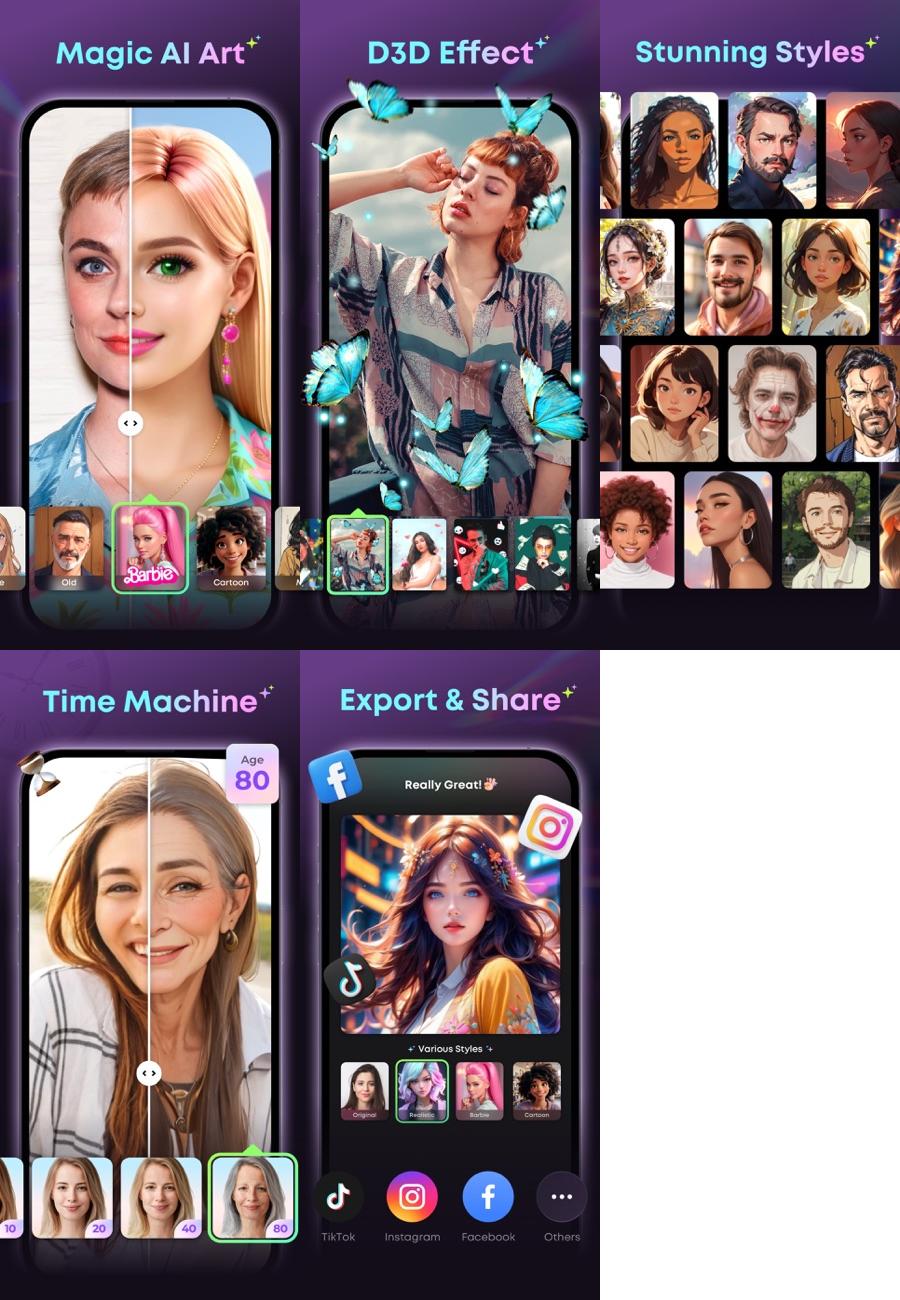 Magic AI Art
Old
Barbie
Cartoon
D3D Effect
Stunning Styles
Time Machine
Age
80
10
20
40
80
Export & Share
Really Great!
Various Styles
Original
Realistic
Barbie
Cartoon
TikTok
Instagram
Facebook
Others